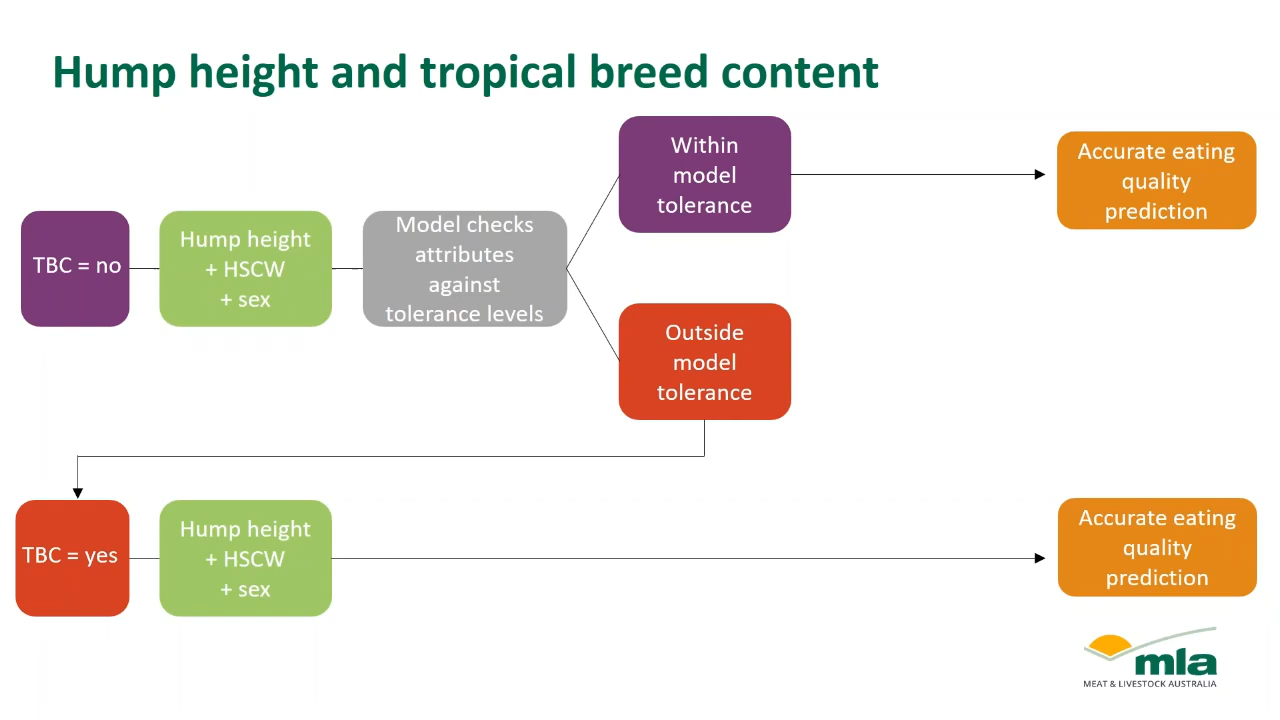 Hump height and tropical breed content
TBC = no
Hump height
+ HSCW
+ sex
Model checks
attributes
against
tolerance levels
Within
model
tolerance
Accurate eating
quality
prediction
Outside
model
tolerance
TBC = yes
Hump height
+ HSCW
+ sex
Accurate eating
quality
prediction
mla
MEAT & LIVESTOCK AUSTRALIA